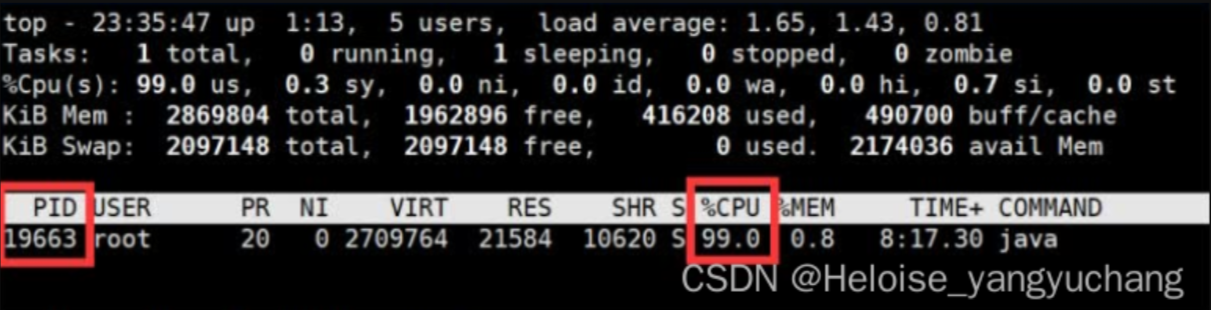 top - 23:35:47 up  1:13,  5 users,  load average: 1.65, 1.43, 0.81
Tasks:   1 total,   0 running,   1 sleeping,   0 stopped,   0 zombie
%Cpu(s): 99.0 us,  0.3 sy,  0.0 ni,  0.0 id,  0.0 wa,  0.0 hi,  0.7 si,  0.0 st
KiB Mem :  2869804 total,  1962896 free,   416208 used,   490700 buff/cache
KiB Swap:  2097148 total,  2097148 free,        0 used.  2174036 avail Mem
PID USER      PR  NI    VIRT    RES    SHR S %CPU %MEM     TIME+ COMMAND
19663 root      20   0 2709764  21584  10620 S 99.0  0.8   8:17.30 java
CSDN @Heloise_yangyuchang